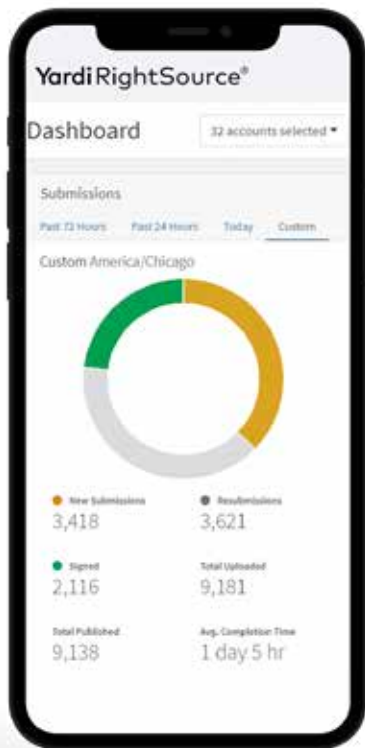 Yardi RightSource®
Dashboard
32 accounts selected
Submissions
Past 72 Hours Past 24 Hours Today Custom
Custom America/Chicago
New Submissions Resubmissions
3,418 3,621
Signed Total Uploaded
2,116 9,181
Total Published Avg. Completion Time
9,138 1 day 5 hr